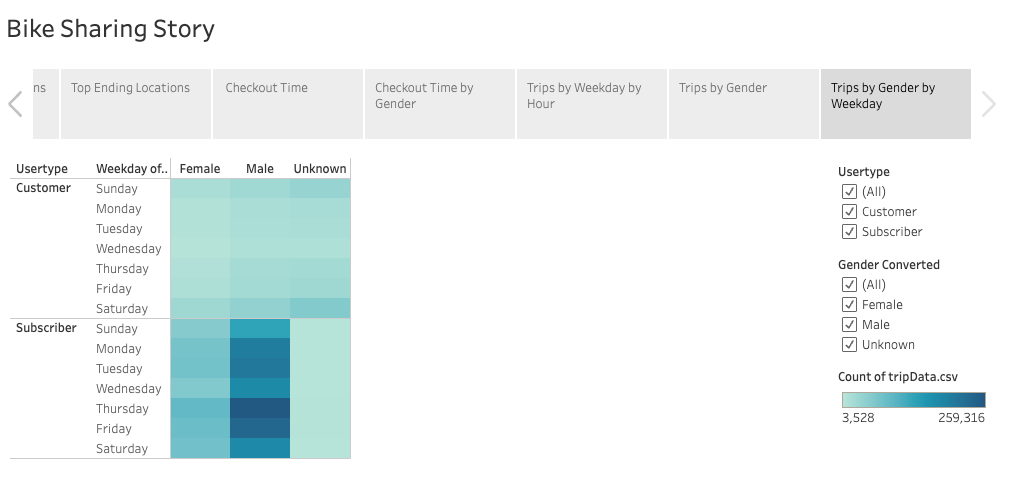 Bike Sharing Story
ns
Top Ending Locations
Checkout Time
Checkout Time by
Gender
Trips by Weekday by
Hour
Trips by Gender
Trips by Gender by
Weekday
Usertype Weekday of.. Female Male Unknown
Customer Sunday
Monday
Tuesday
Wednesday
Thursday
Friday
Saturday
Subscriber Sunday
Monday
Tuesday
Wednesday
Thursday
Friday
Saturday
Usertype
(All)
Customer
Subscriber
Gender Converted
(All)
Female
Male
Unknown
Count of tripData.csv
3,528 259,316